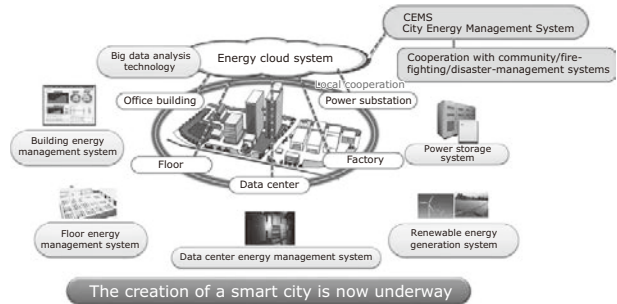 CEMS
City Energy Management System
Big data analysis
technology
Energy cloud system
Cooperation with community/fire-
fighting/disaster-management systems
Local cooperation
Office building
Power substation
Building energy
management system
Floor
Factory
Power storage
system
Data center
Floor energy
management system
Data center energy management system
Renewable energy
generation system
The creation of a smart city is now underway